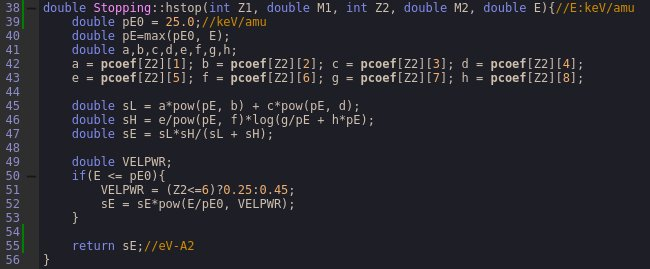 38 double Stopping::hstop(int Z1, double M1, int Z2, double M2, double E){//E:keV/amu
39     double pE0 = 25.0;//keV/amu
40     double pE=max(pE0, E);
41     double a,b,c,d,e,f,g,h;
42     a = pcoef[Z2][1]; b = pcoef[Z2][2]; c = pcoef[Z2][3]; d = pcoef[Z2][4];
43     e = pcoef[Z2][5]; f = pcoef[Z2][6]; g = pcoef[Z2][7]; h = pcoef[Z2][8];
44
45     double sL = a*pow(pE, b) + c*pow(pE, d);
46     double sH = e/pow(pE, f)*log(g/pE + h*pE);
47     double sE = sL*sH/(sL + sH);
48
49     double VELPWR;
50     if(E <= pE0){
51         VELPWR = (Z2<=6)?0.25:0.45;
52         sE = sE*pow(E/pE0, VELPWR);
53     }
54
55     return sE;//eV-A2
56 }